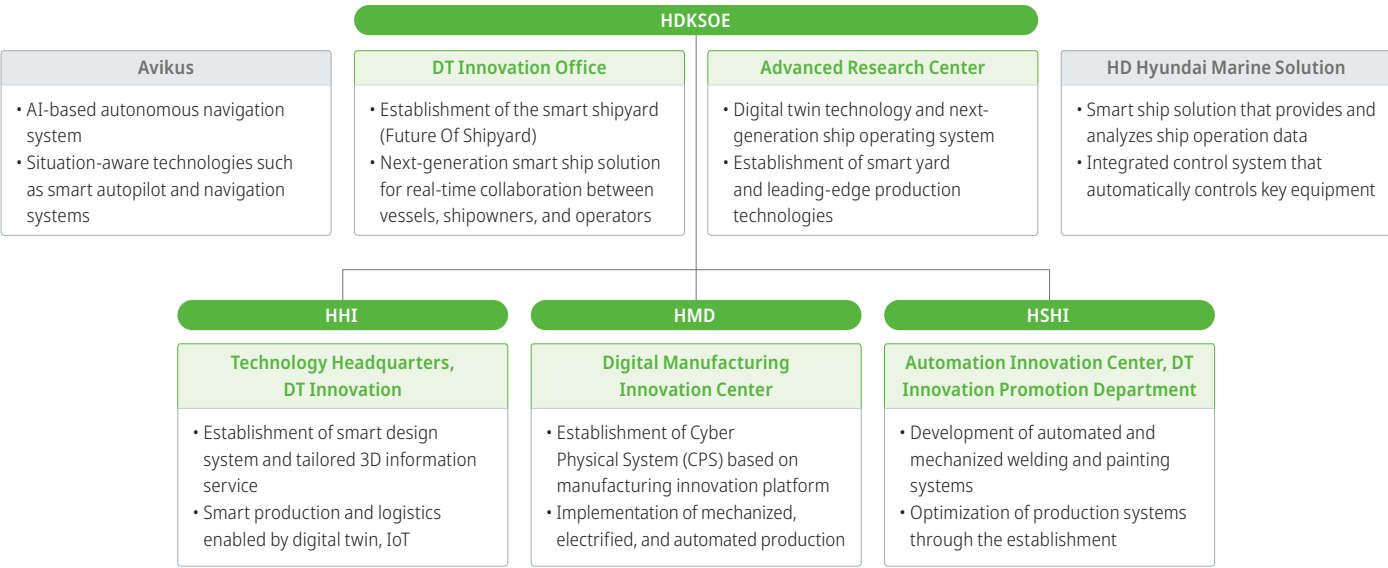 HDKSOE
Avikus
• AI-based autonomous navigation
system
• Situation-aware technologies such
as smart autopilot and navigation
systems
DT Innovation Office
• Establishment of the smart shipyard
(Future Of Shipyard)
• Next-generation smart ship solution
for real-time collaboration between
vessels, shipowners, and operators
Advanced Research Center
• Digital twin technology and next-
generation ship operating system
• Establishment of smart yard
and leading-edge production
technologies
HD Hyundai Marine Solution
• Smart ship solution that provides and
analyzes ship operation data
• Integrated control system that
automatically controls key equipment
HHI
Technology Headquarters,
DT Innovation
• Establishment of smart design
system and tailored 3D information
service
• Smart production and logistics
enabled by digital twin, IoT
HMD
Digital Manufacturing
Innovation Center
• Establishment of Cyber
Physical System (CPS) based on
manufacturing innovation platform
• Implementation of mechanized,
electrified, and automated production
HSHI
Automation Innovation Center, DT
Innovation Promotion Department
• Development of automated and
mechanized welding and painting
systems
• Optimization of production systems
through the establishment